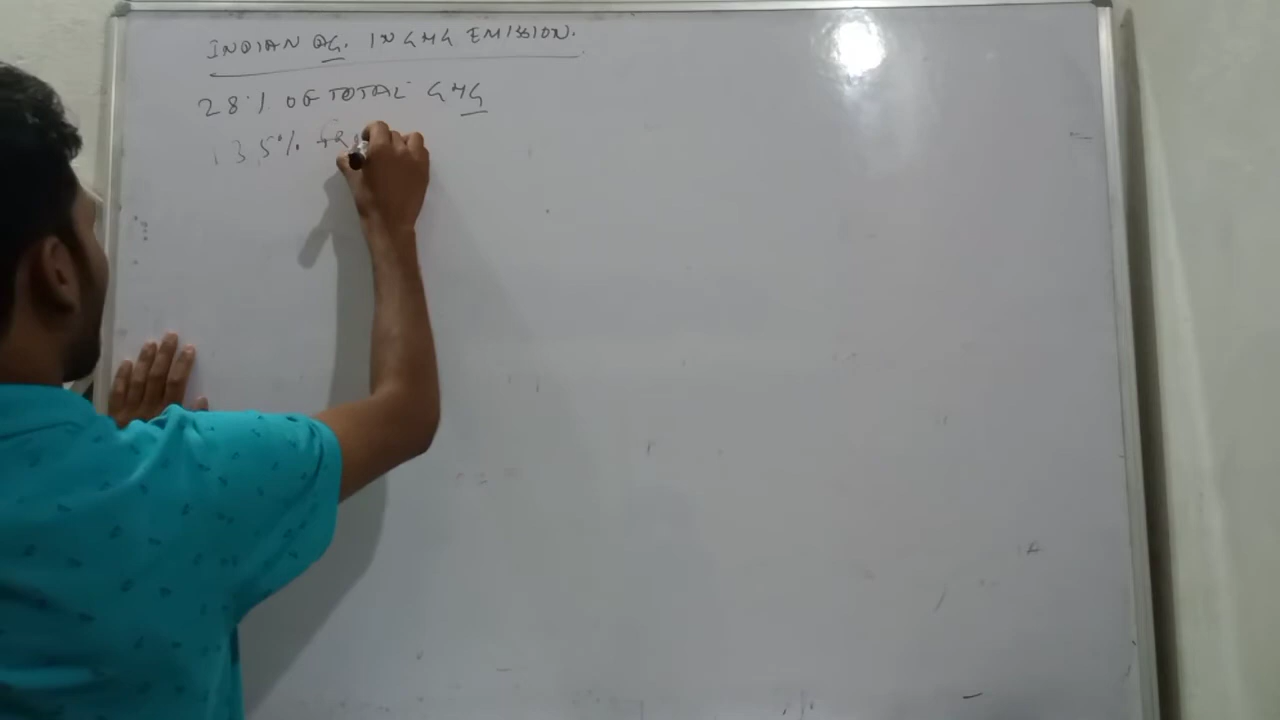 INDIAN AG. IN GHG EMISSION.
28% OF TOTAL GHG
13.5%